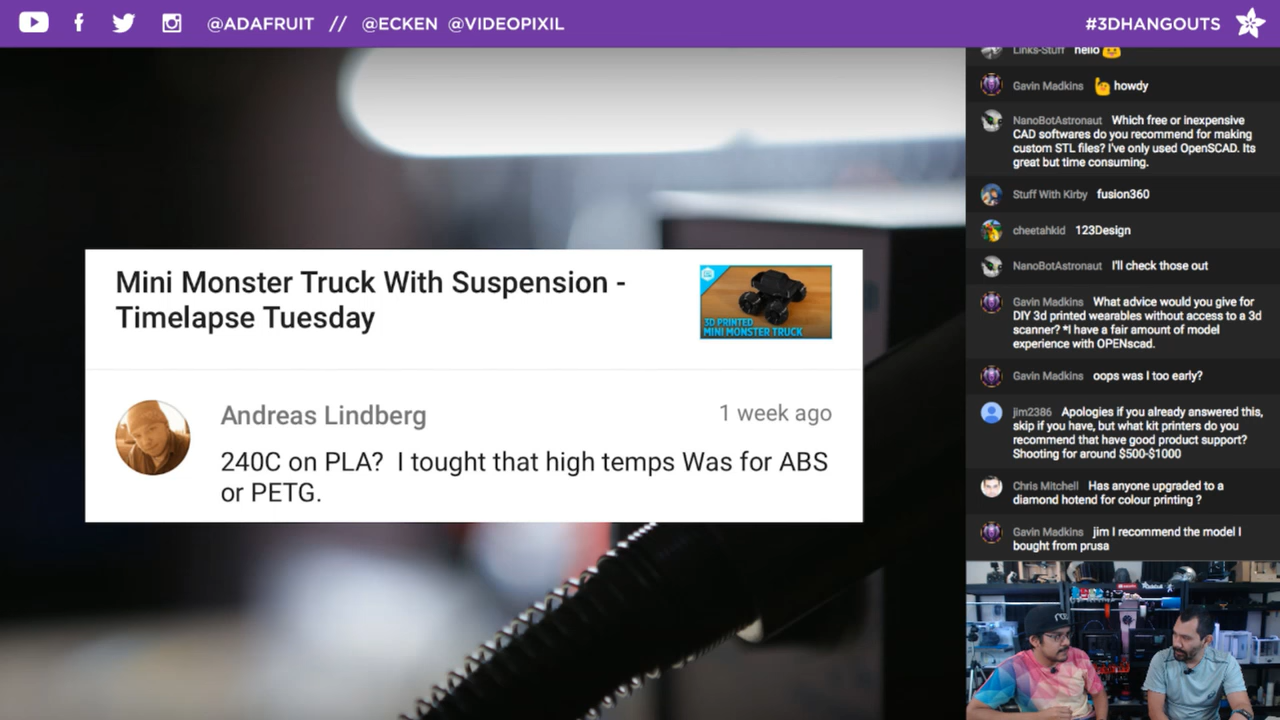 @ADAFRUIT // @ECKEN @VIDEOPIXIL
#3DHANGOUTS
Mini Monster Truck With Suspension -
Timelapse Tuesday
3D PRINTED
MINI MONSTER TRUCK
Andreas Lindberg
1 week ago
240C on PLA? I tought that high temps Was for ABS
or PETG.
Links-Stuff hello
Gavin Madkins howdy
NanoBotAstronaut Which free or inexpensive
CAD softwares do you recommend for making
custom STL files? I've only used OpenSCAD. Its
great but time consuming.
Stuff With Kirby fusion360
cheetahkid 123Design
NanoBotAstronaut I'll check those out
Gavin Madkins What advice would you give for
DIY 3d printed wearables without access to a 3d
scanner? *I have a fair amount of model
experience with OPENscad.
Gavin Madkins oops was I too early?
jim2386 Apologies if you already answered this,
skip if you have, but what kit printers do you
recommend that have good product support?
Shooting for around $500-$1000
Chris Mitchell Has anyone upgraded to a
diamond hotend for colour printing ?
Gavin Madkins jim I recommend the model I
bought from prusa